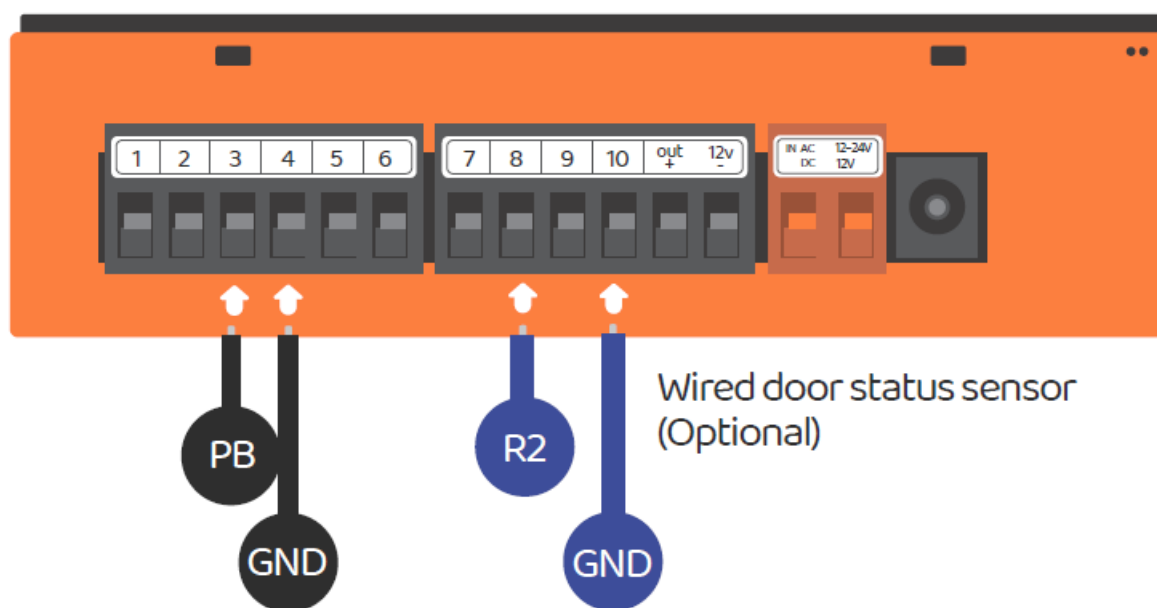 1 2 3 4 5 6 7 8 9 10 out + 12v -
IN AC 12-24V
DC 12V
PB
R2
GND
GND
Wired door status sensor
(Optional)